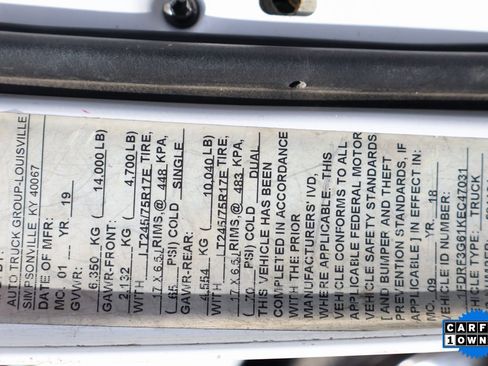 AUTO TRUCK GROUP-LOUISVILLE
SIMPSONVILLE, KY 40067
DATE OF MFR:
MO. 01 YR. 19
GVWR:
6,350 KG ( 14,000 LB)
GAWR-FRONT:
2,132 KG ( 4,700 LB)
WITH LT245/75R17E TIRE,
17 X 6.5J RIMS,@ 448 KPA,
( 65 PSI) COLD SINGLE
GAWR-REAR:
4,554 KG ( 10,040 LB)
WITH LT245/75R17E TIRE,
17 X 6.5J RIMS,@ 483 KPA,
( 70 PSI) COLD DUAL
THIS VEHICLE HAS BEEN
COMPLETED IN ACCORDANCE
WITH THE PRIOR
MANUFACTURERS' IVD,
WHERE APPLICABLE. THIS
VEHICLE CONFORMS TO ALL
APPLICABLE FEDERAL MOTOR
VEHICLE SAFETY STANDARDS
[ AND BUMPER AND THEFT
PREVENTION STANDARDS, IF
APPLICABLE] IN EFFECT IN:
MO. 09 YR. 18
VEHICLE ID NUMBER:
VEHICLE TYPE: TRUCK
CARF
1 OWN